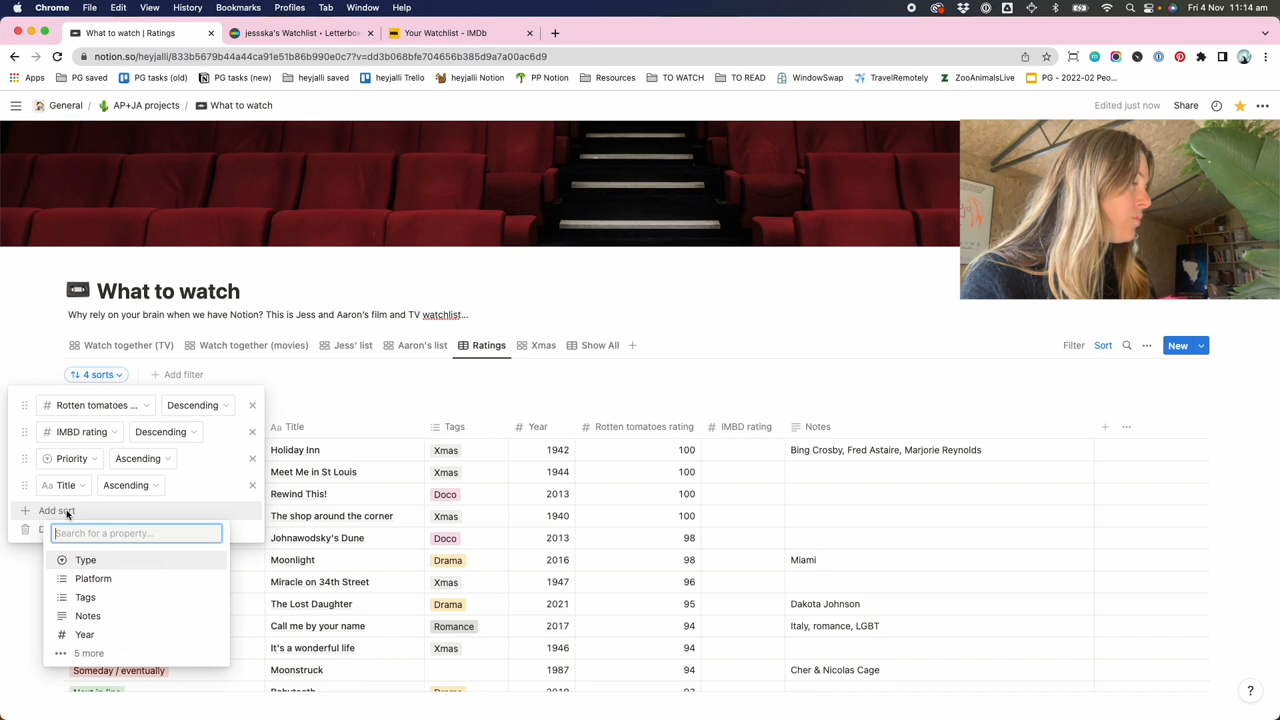 Chrome File Edit View History Bookmarks Profiles Tab Window Help Fri 4 Nov 11:14 am
What to watch | Ratings jessska's Watchlist • Letterbox Your Watchlist - IMDb
notion.so/heyjalli/833b5679b44a44ca91e51b86b990e0c7?v=dd3b068bfe704656b385d9a7a00ac6d9
Apps PG saved PG tasks (old) PG tasks (new) heyjalli saved heyjalli Trello heyjalli Notion PP Notion Resources TO WATCH TO READ WindowSwap TravelRemotely ZooAnimalsLive PG - 2022-02 Peo...
General / AP+JA projects / What to watch Edited just now Share
What to watch
Why rely on your brain when we have Notion? This is Jess and Aaron's film and TV watchlist...
Watch together (TV) Watch together (movies) Jess' list Aaron's list Ratings Xmas Show All Filter Sort New
4 sorts Add filter
Rotten tomatoes ... Descending
IMBD rating Descending
Priority Ascending
Title Ascending
Add sort
Search for a property...
Type
Platform
Tags
Notes
Year
5 more
Title Tags Year Rotten tomatoes rating IMBD rating Notes
Holiday Inn Xmas 1942 100 Bing Crosby, Fred Astaire, Marjorie Reynolds
Meet Me in St Louis Xmas 1944 100
Rewind This! Doco 2013 100
The shop around the corner Xmas 1940 100
Johnawodsky's Dune Doco 2013 98
Moonlight Drama 2016 98 Miami
Miracle on 34th Street Xmas 1947 96
The Lost Daughter Drama 2021 95 Dakota Johnson
Call me by your name Romance 2017 94 Italy, romance, LGBT
It's a wonderful life Xmas 1946 94
Someday / eventually Moonstruck 1987 94 Cher & Nicolas Cage